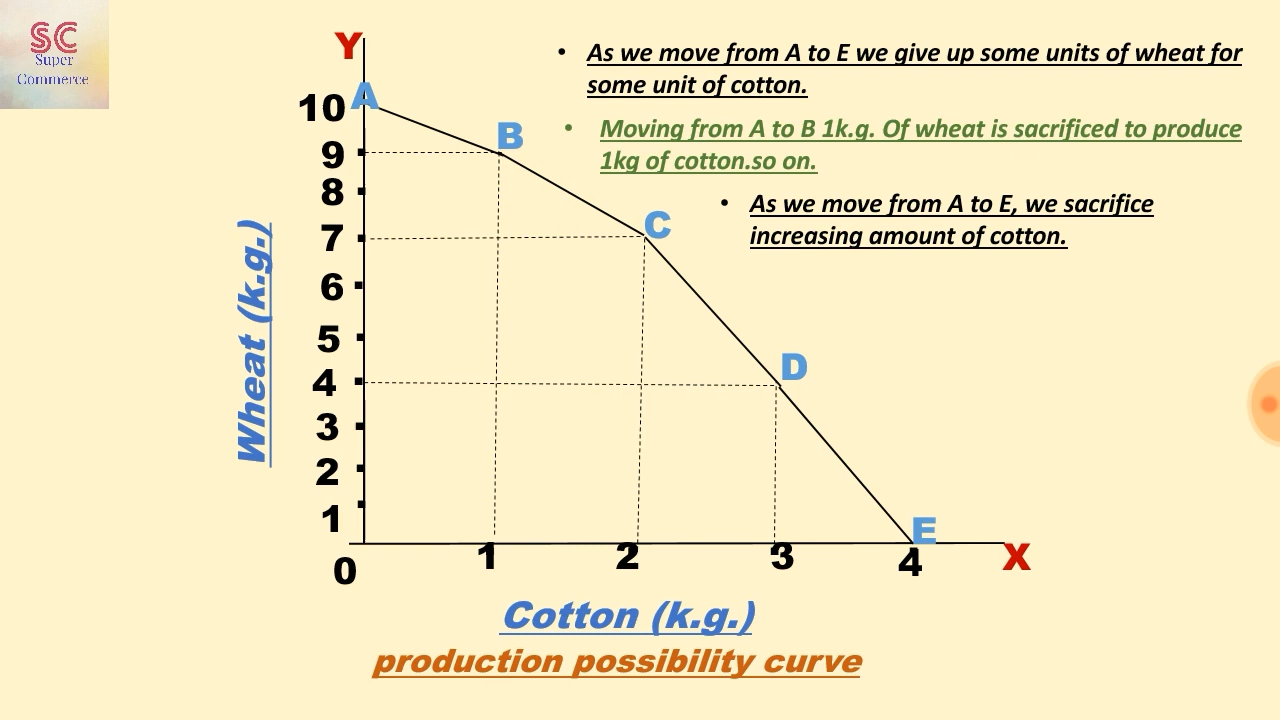 SC
Super
Commerce
• As we move from A to E we give up some units of wheat for
some unit of cotton.
• Moving from A to B 1k.g. Of wheat is sacrificed to produce
1kg of cotton.so on.
• As we move from A to E, we sacrifice
increasing amount of cotton.
Y
A
10
B
9
8
C
7
6
5
D
4
3
2
1
E
0
1
2
3
4
X
Wheat (k.g.)
Cotton (k.g.)
production possibility curve